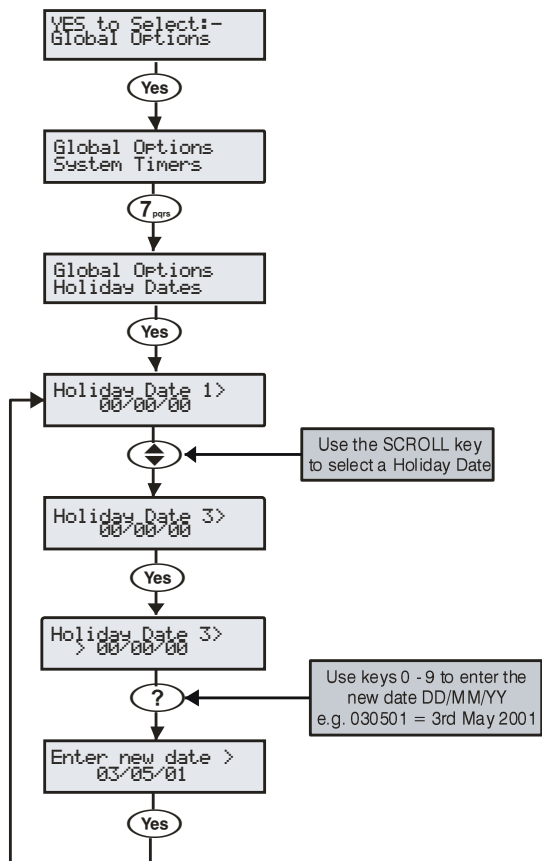 YES to Select:-
Global Options
Yes
Global Options
System Timers
7pqrs
Global Options
Holiday Dates
Yes
Holiday Date 1>
00/00/00
Use the SCROLL key
to select a Holiday Date
Holiday Date 3>
00/00/00
Yes
Holiday Date 3>
> 00/00/00
Use keys 0 - 9 to enter the
new date DD/MM/YY
e.g. 030501 = 3rd May 2001
?
Enter new date >
03/05/01
Yes